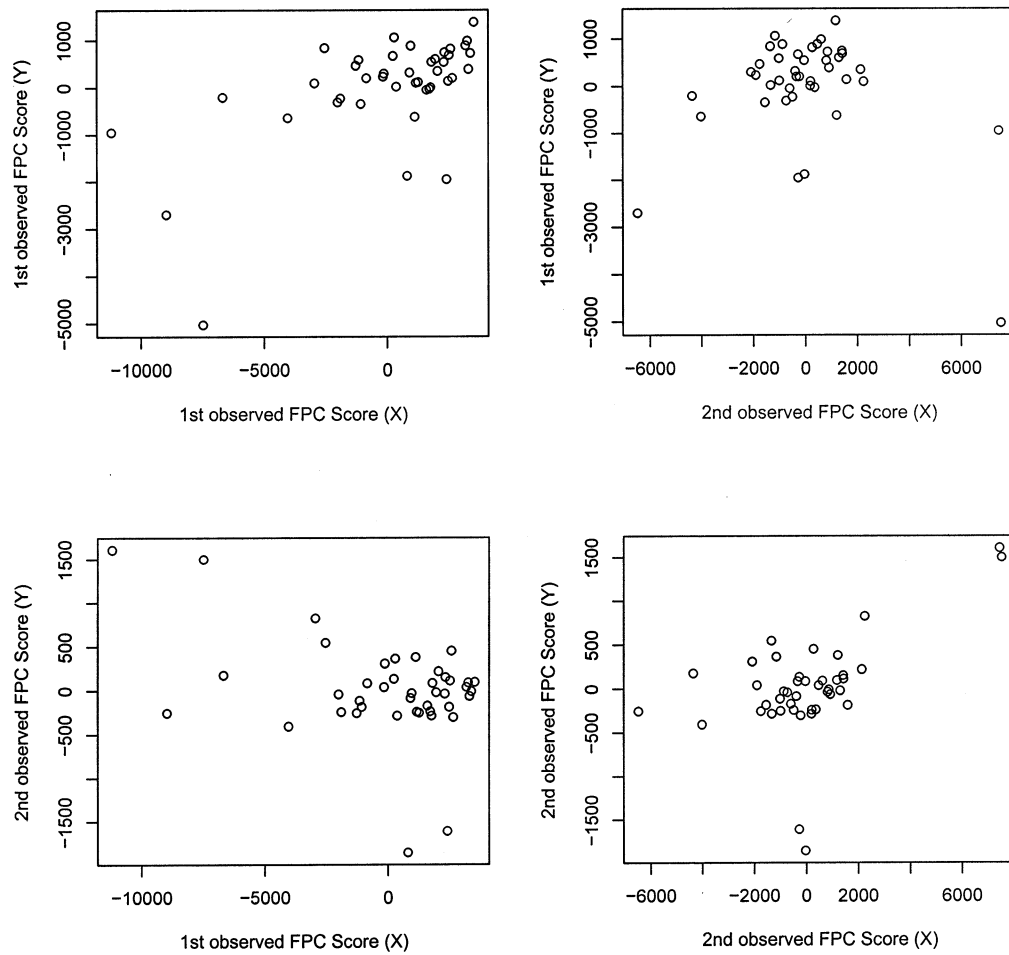 1st observed FPC Score (Y)
1000
0
−1000
−3000
−5000
−10000 −5000 0
1st observed FPC Score (X)
1st observed FPC Score (Y)
1000
0
−1000
−3000
−5000
−6000 −2000 0 2000 6000
2nd observed FPC Score (X)
2nd observed FPC Score (Y)
1500
500
0
−500
−1500
−10000 −5000 0
1st observed FPC Score (X)
2nd observed FPC Score (Y)
1500
500
0
−500
−1500
−6000 −2000 0 2000 6000
2nd observed FPC Score (X)